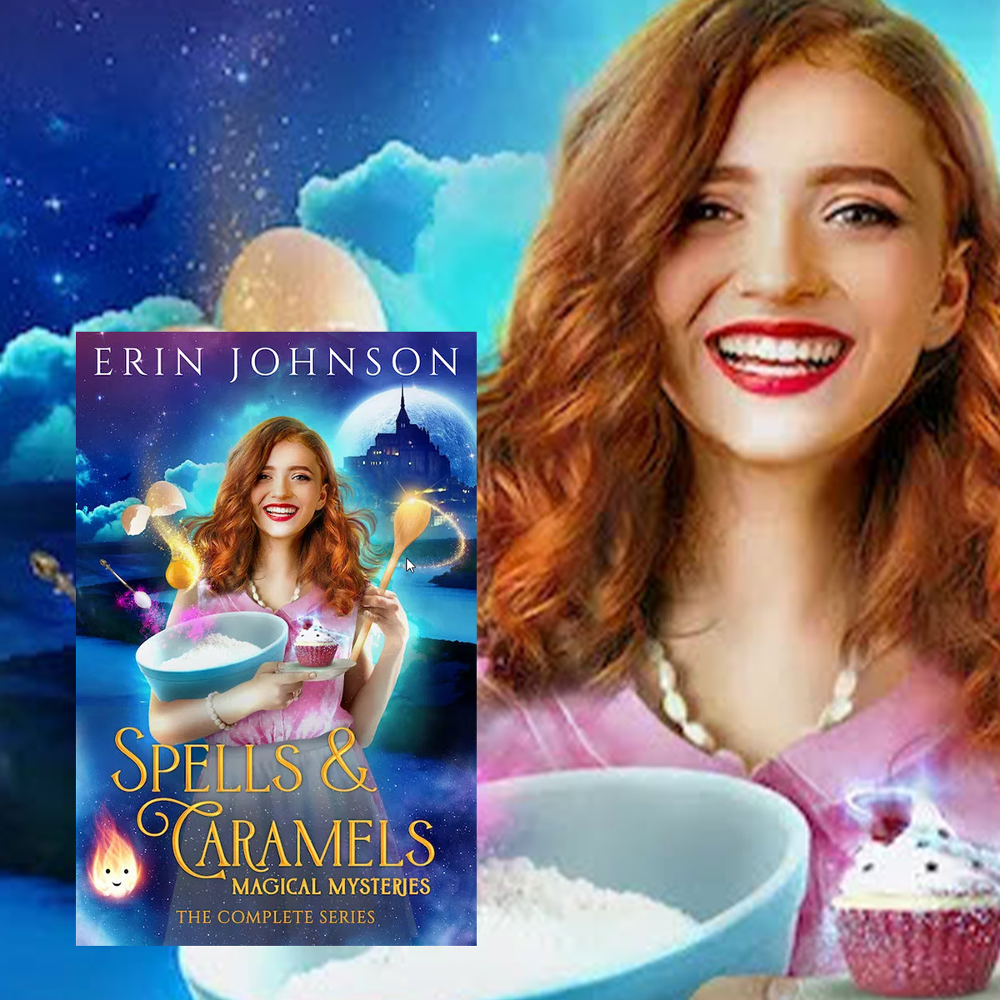 ERIN JOHNSON
SPELLS &
CARAMELS
MAGICAL MYSTERIES
THE COMPLETE SERIES